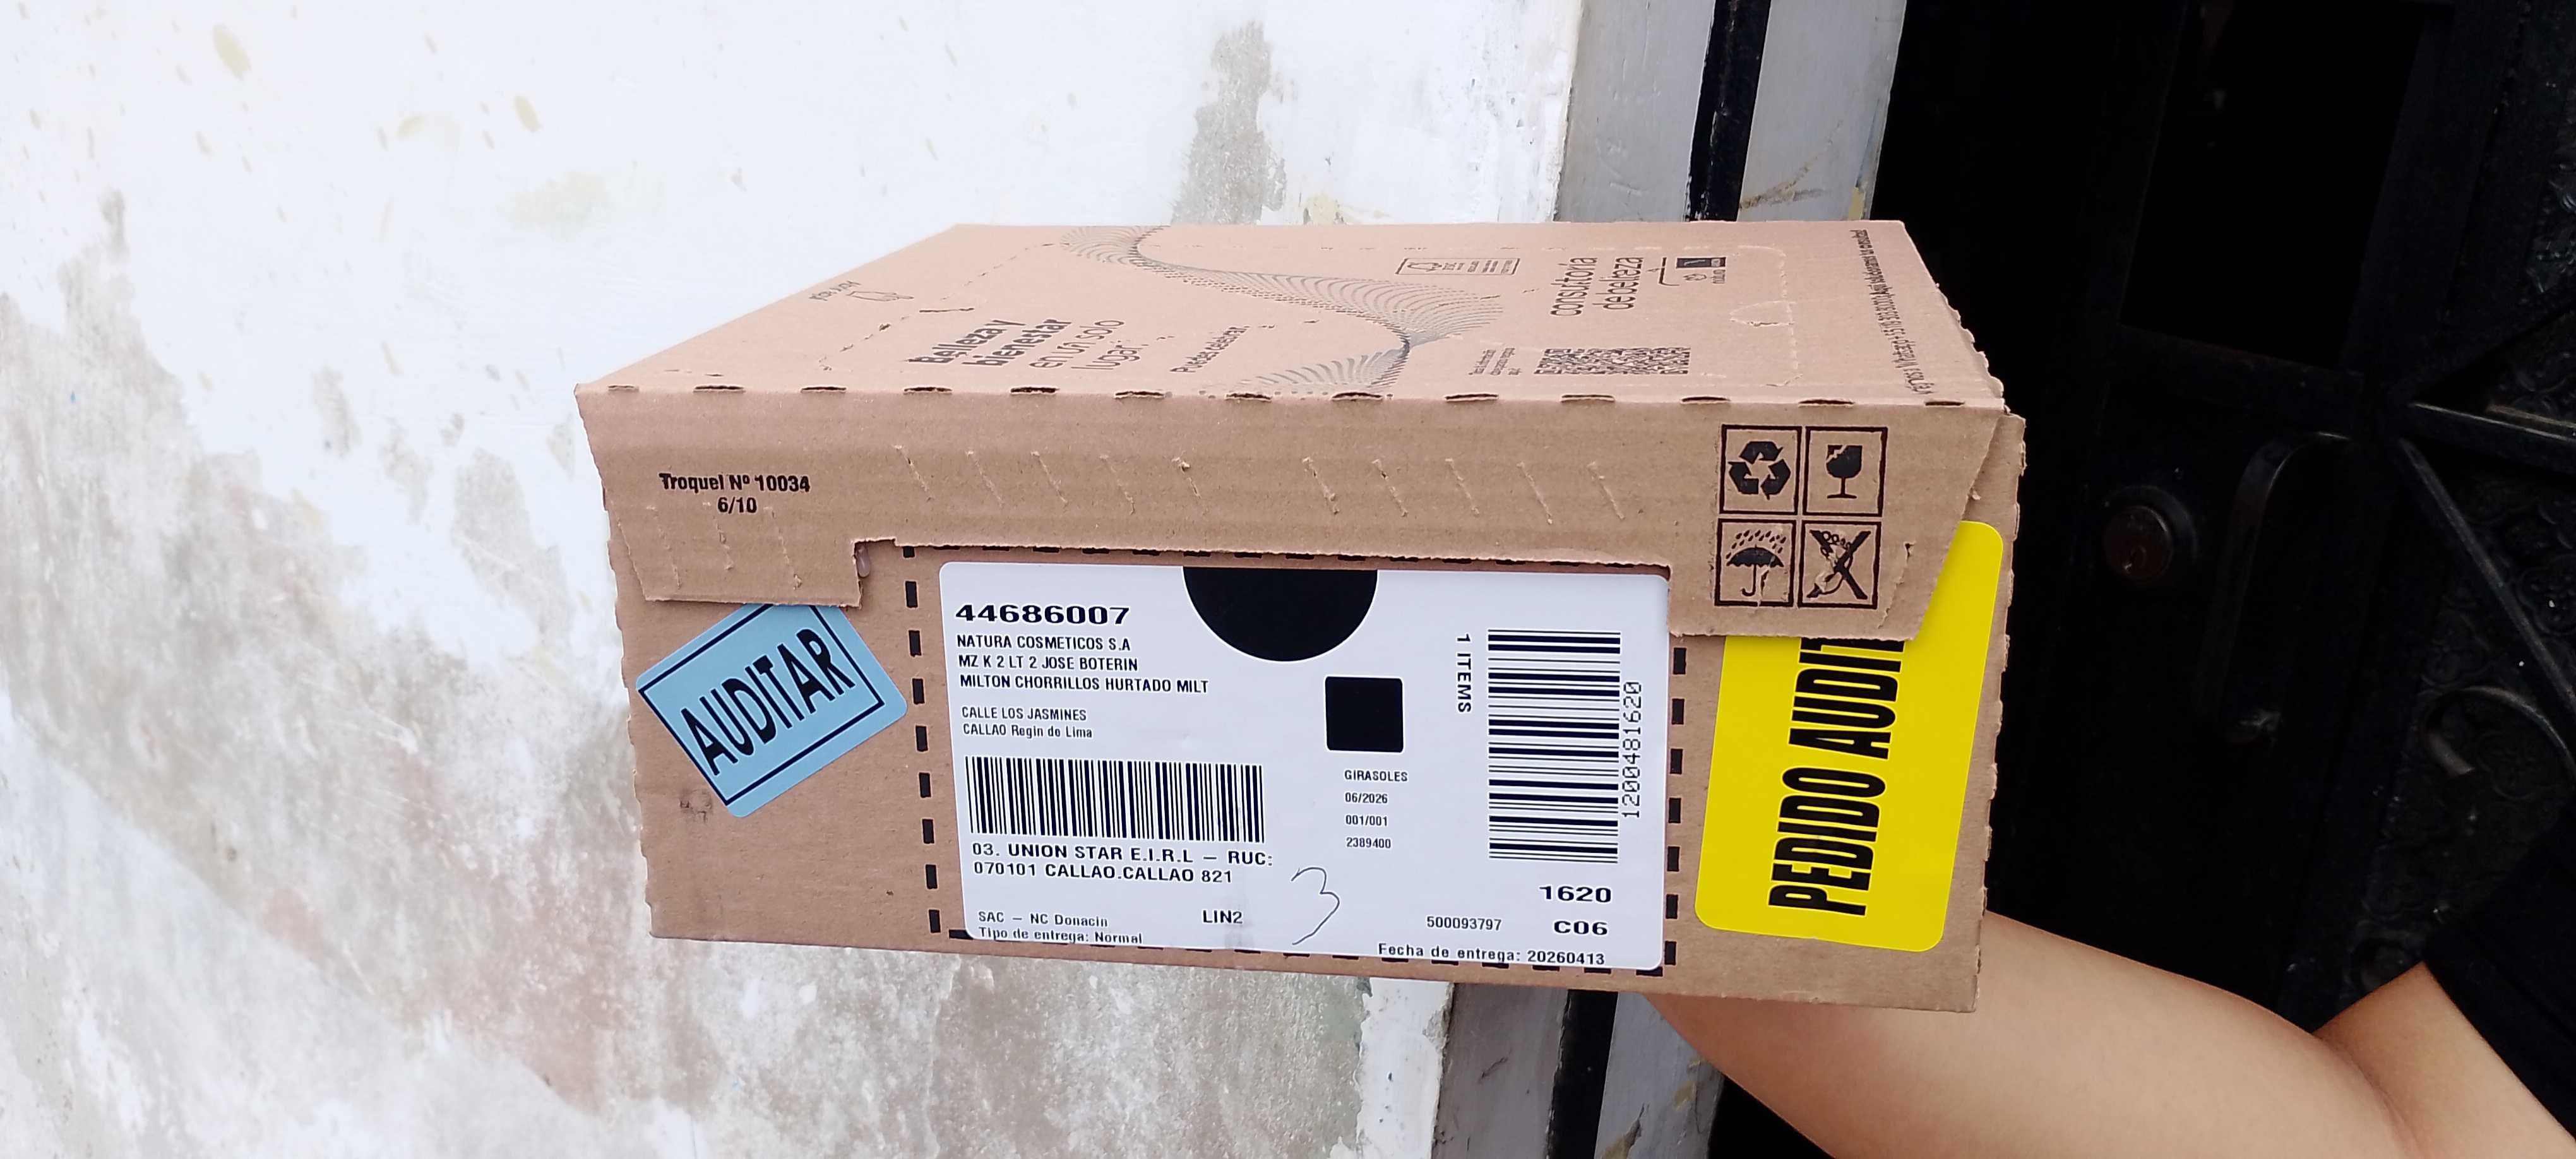 Belleza y
bienestar
en un solo
lugar.
consultoría
de belleza
Troquel Nº 10034
6/10
AUDITAR
44686007
NATURA COSMETICOS S.A
MZ K 2 LT 2 JOSE BOTERIN
MILTON CHORRILLOS HURTADO MILT
CALLE LOS JASMINES
CALLAO Regin de Lima
03. UNION STAR E.I.R.L – RUC:
070101 CALLAO.CALLAO 821
SAC – NC Donacin
LIN2
Tipo de entrega: Normal
3
GIRASOLES
06/2026
001/001
2389400
1 ITEMS
1200481620
1620
500093797
C06
Fecha de entrega: 20260413
PEDIDO AUDIT